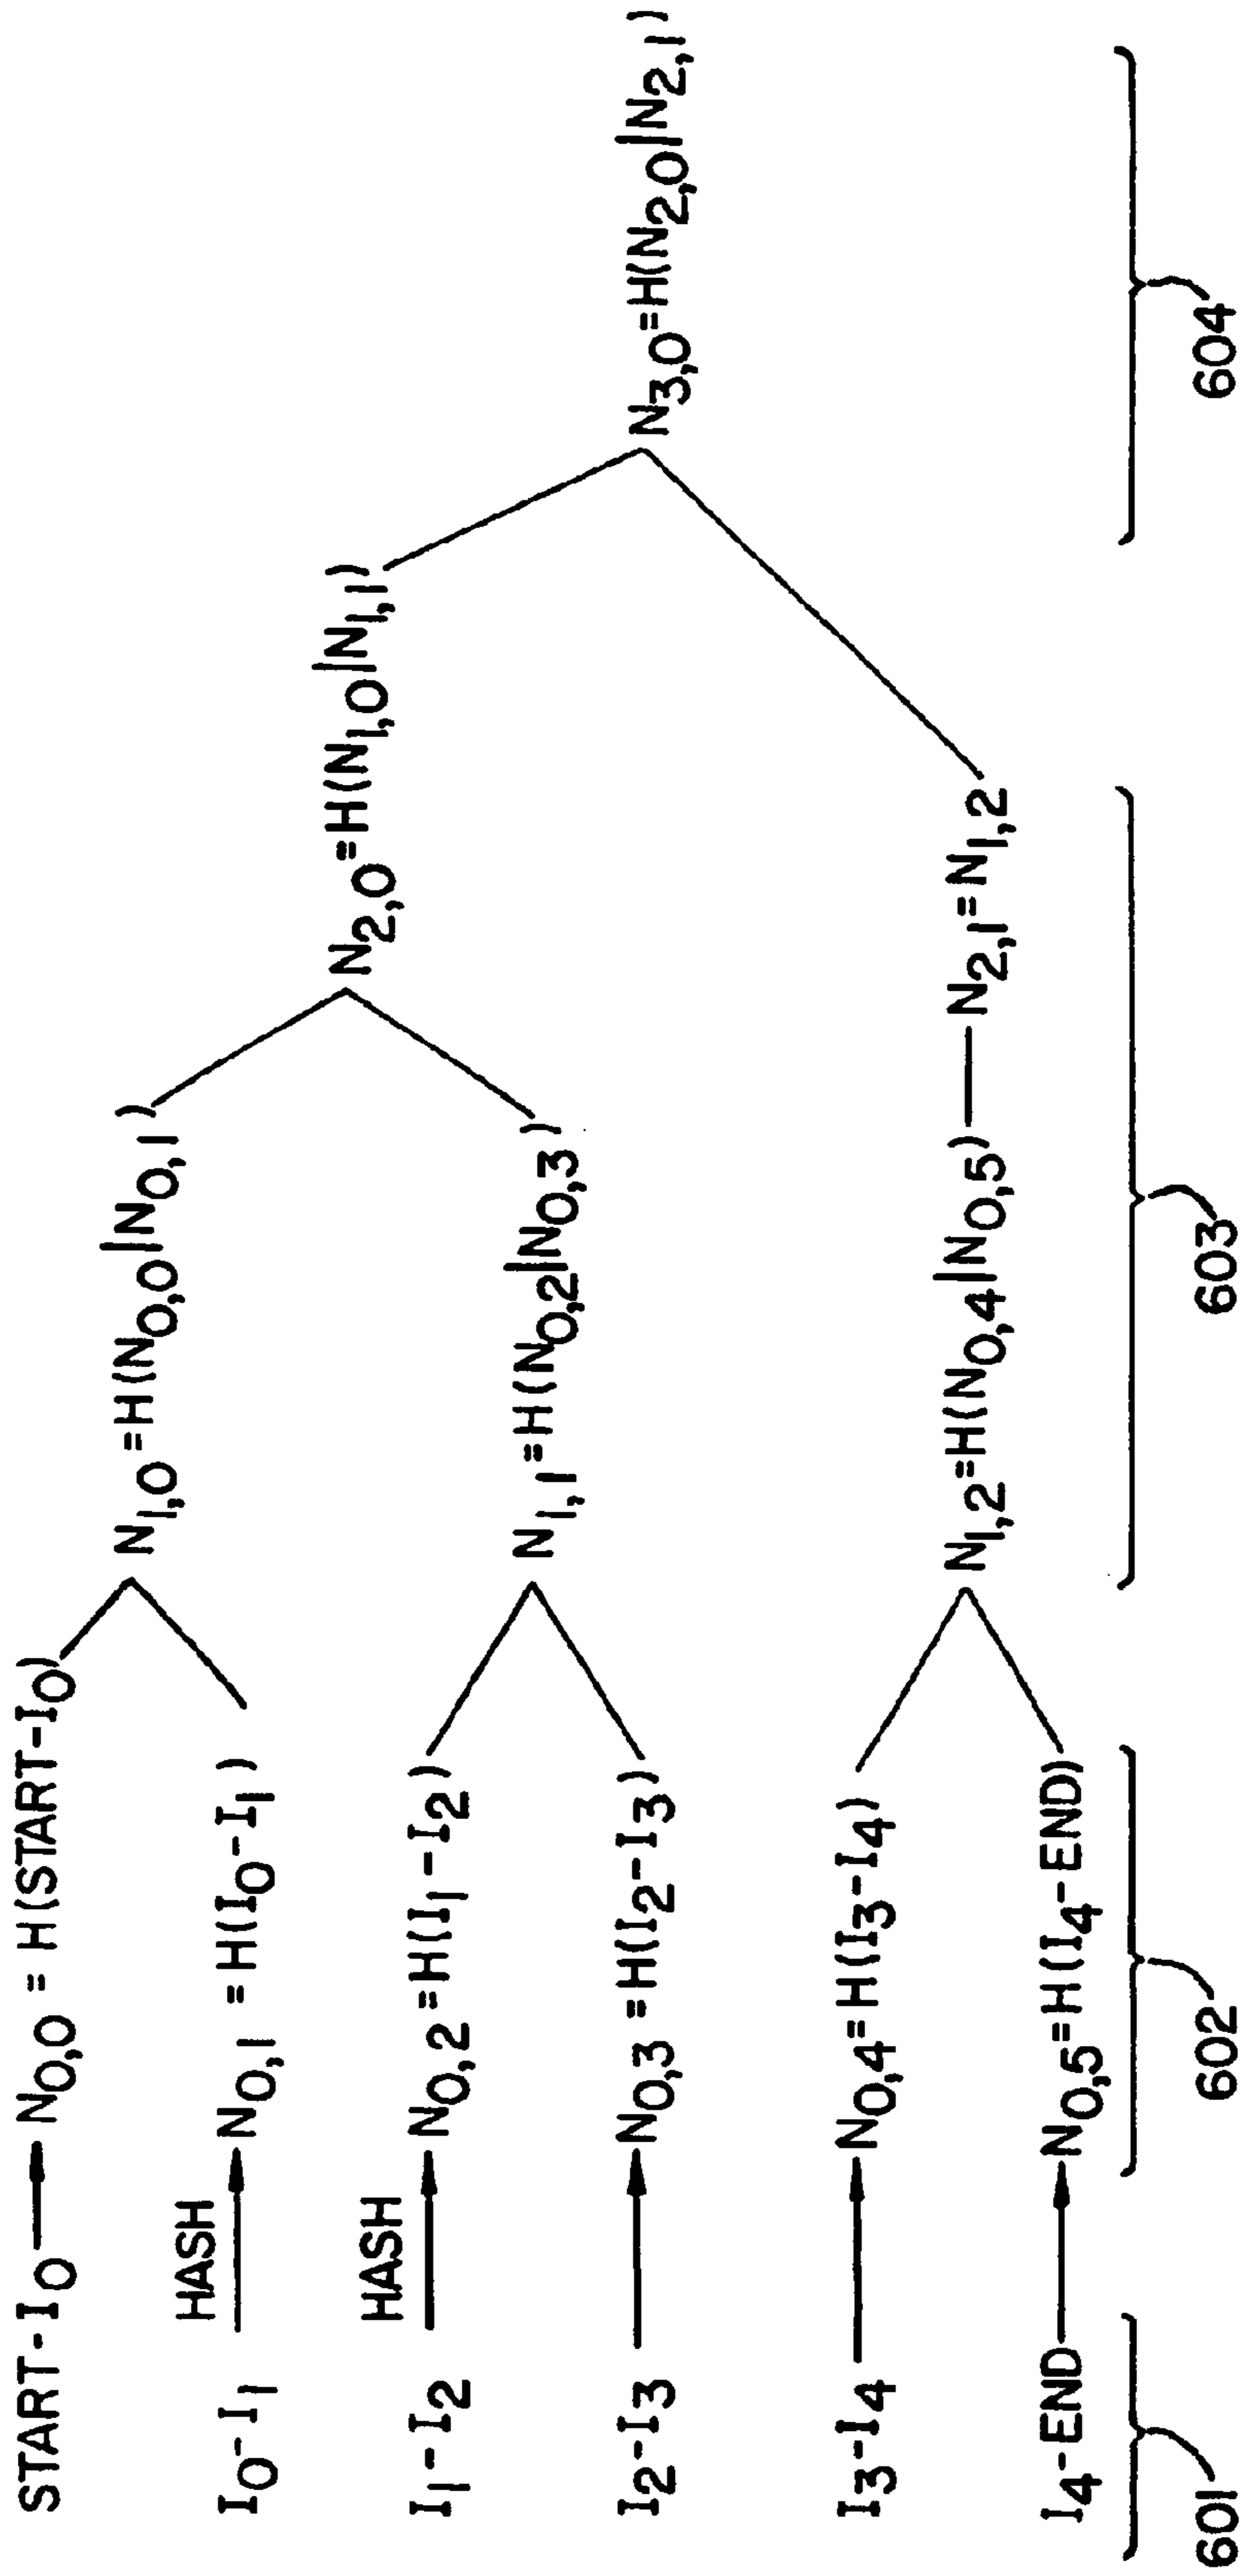 START-I0 → N0,0 = H(START-I0)
N1,0 = H(N0,0|N0,1)
HASH
I0-I1 → N0,1 = H(I0-I1)
N2,0 = H(N1,0|N1,1)
HASH
I1-I2 → N0,2 = H(I1-I2)
N1,1 = H(N0,2|N0,3)
I2-I3 → N0,3 = H(I2-I3)
N3,0 = H(N2,0|N2,1)
I3-I4 → N0,4 = H(I3-I4)
N1,2 = H(N0,4|N0,5) — N2,1 = N1,2
I4-END → N0,5 = H(I4-END)
601
602
603
604